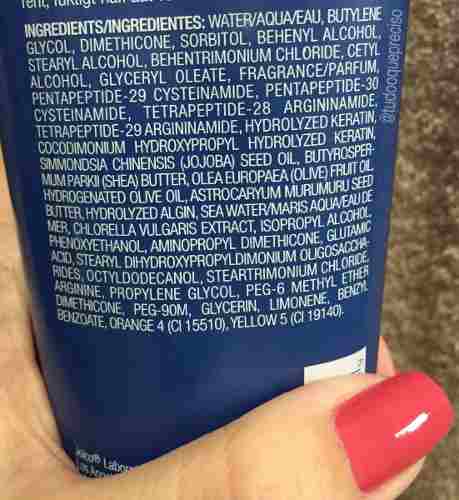 INGREDIENTS/INGREDIENTES: WATER/AQUA/EAU, BUTYLENE
GLYCOL, DIMETHICONE, SORBITOL, BEHENYL ALCOHOL,
STEARYL ALCOHOL, BEHENTRIMONIUM CHLORIDE, CETYL
ALCOHOL, GLYCERYL OLEATE, FRAGRANCE/PARFUM,
PENTAPEPTIDE-29 CYSTEINAMIDE, PENTAPEPTIDE-30
CYSTEINAMIDE, TETRAPEPTIDE-28 ARGININAMIDE,
TETRAPEPTIDE-29 ARGININAMIDE, HYDROLYZED KERATIN,
COCODIMONIUM HYDROXYPROPYL HYDROLYZED KERATIN,
SIMMONDSIA CHINENSIS (JOJOBA) SEED OIL, BUTYROSPER-
MUM PARKII (SHEA) BUTTER, OLEA EUROPAEA (OLIVE) FRUIT OIL,
HYDROGENATED OLIVE OIL, ASTROCARYUM MURUMURU SEED
BUTTER, HYDROLYZED ALGIN, SEA WATER/MARIS AQUA/EAU DE
MER, CHLORELLA VULGARIS EXTRACT, ISOPROPYL ALCOHOL,
PHENOXYETHANOL, AMINOPROPYL DIMETHICONE, GLUTAMIC
ACID, STEARYL DIHYDROXYPROPYLDIMONIUM OLIGOSACCHA-
RIDES, OCTYLDODECANOL, STEARTRIMONIUM CHLORIDE,
ARGININE, PROPYLENE GLYCOL, PEG-6 METHYL ETHER
DIMETHICONE, PEG-90M, GLYCERIN, LIMONENE, BENZYL
BENZOATE, ORANGE 4 (CI 15510), YELLOW 5 (CI 19140).
@tudooquepreciso